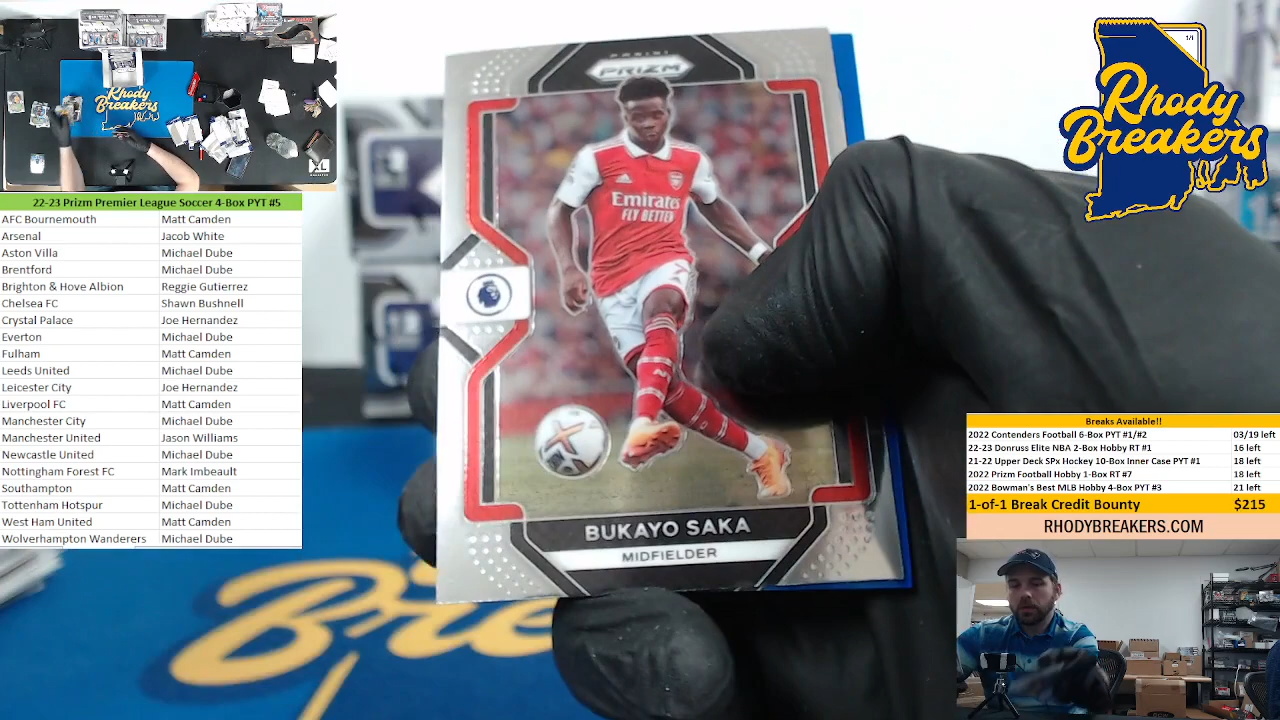 Rhody
Breakers
22-23 Prizm Premier League Soccer 4-Box PYT #5
AFC Bournemouth Matt Camden
Arsenal Jacob White
Aston Villa Michael Dube
Brentford Michael Dube
Brighton & Hove Albion Reggie Gutierrez
Chelsea FC Shawn Bushnell
Crystal Palace Joe Hernandez
Everton Michael Dube
Fulham Matt Camden
Leeds United Michael Dube
Leicester City Joe Hernandez
Liverpool FC Matt Camden
Manchester City Michael Dube
Manchester United Jason Williams
Newcastle United Michael Dube
Nottingham Forest FC Mark Imbeault
Southampton Matt Camden
Tottenham Hotspur Michael Dube
West Ham United Matt Camden
Wolverhampton Wanderers Michael Dube
PANINI
PRIZM
Emirates
FLY BETTER
BUKAYO SAKA
MIDFIELDER
Bre
1/1
Rhody
Breakers
Breaks Available!!
2022 Contenders Football 6-Box PYT #1/#2 03/19 left
22-23 Donruss Elite NBA 2-Box Hobby RT #1 16 left
21-22 Upper Deck SPx Hockey 10-Box Inner Case PYT #1 18 left
2022 Prizm Football Hobby 1-Box RT #7 18 left
2022 Bowman's Best MLB Hobby 4-Box PYT #3 21 left
1-of-1 Break Credit Bounty $215
RHODYBREAKERS.COM